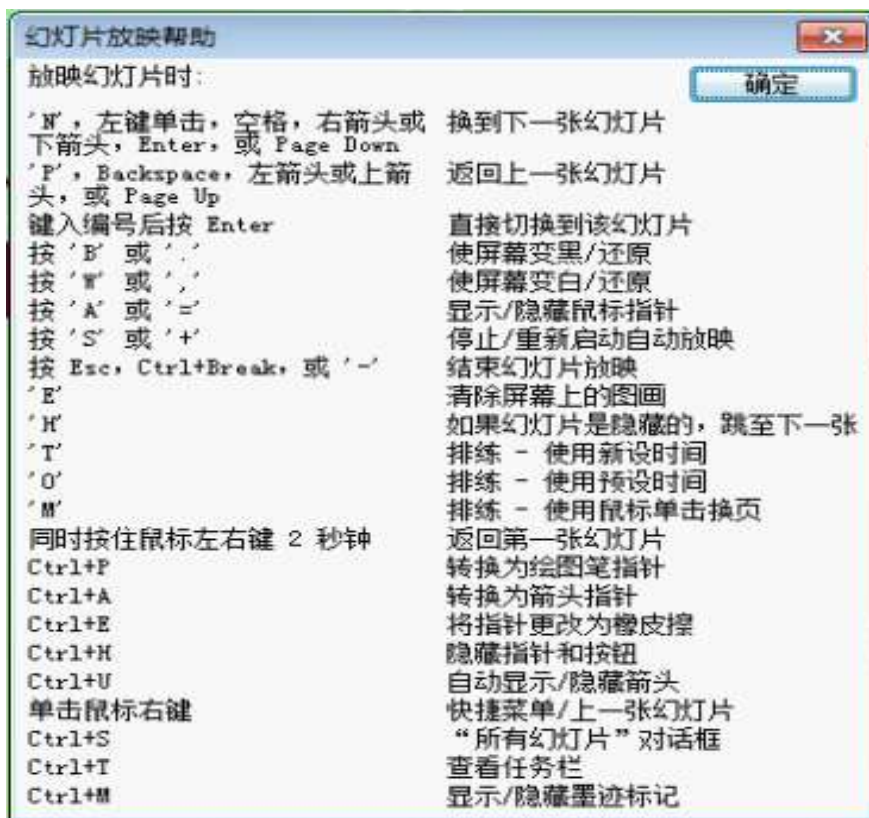 幻灯片放映帮助
放映幻灯片时:
确定
'N', 左键单击, 空格, 右箭头或 换到下一张幻灯片
下箭头, Enter, 或 Page Down
'P', Backspace, 左箭头或上箭 返回上一张幻灯片
头, 或 Page Up
键入编号后按 Enter 直接切换到该幻灯片
按 'B' 或 '.' 使屏幕变黑/还原
按 'W' 或 ',' 使屏幕变白/还原
按 'A' 或 '=' 显示/隐藏鼠标指针
按 'S' 或 '+' 停止/重新启动自动放映
按 Esc, Ctrl+Break, 或 '-' 结束幻灯片放映
'E' 清除屏幕上的图画
'H' 如果幻灯片是隐藏的, 跳至下一张
'T' 排练 - 使用新设时间
'O' 排练 - 使用预设时间
'M' 排练 - 使用鼠标单击换页
同时按住鼠标左右键 2 秒钟 返回第一张幻灯片
Ctrl+P 转换为绘图笔指针
Ctrl+A 转换为箭头指针
Ctrl+E 将指针更改为橡皮擦
Ctrl+H 隐藏指针和按钮
Ctrl+U 自动显示/隐藏箭头
单击鼠标右键 快捷菜单/上一张幻灯片
Ctrl+S “所有幻灯片”对话框
Ctrl+T 查看任务栏
Ctrl+M 显示/隐藏墨迹标记